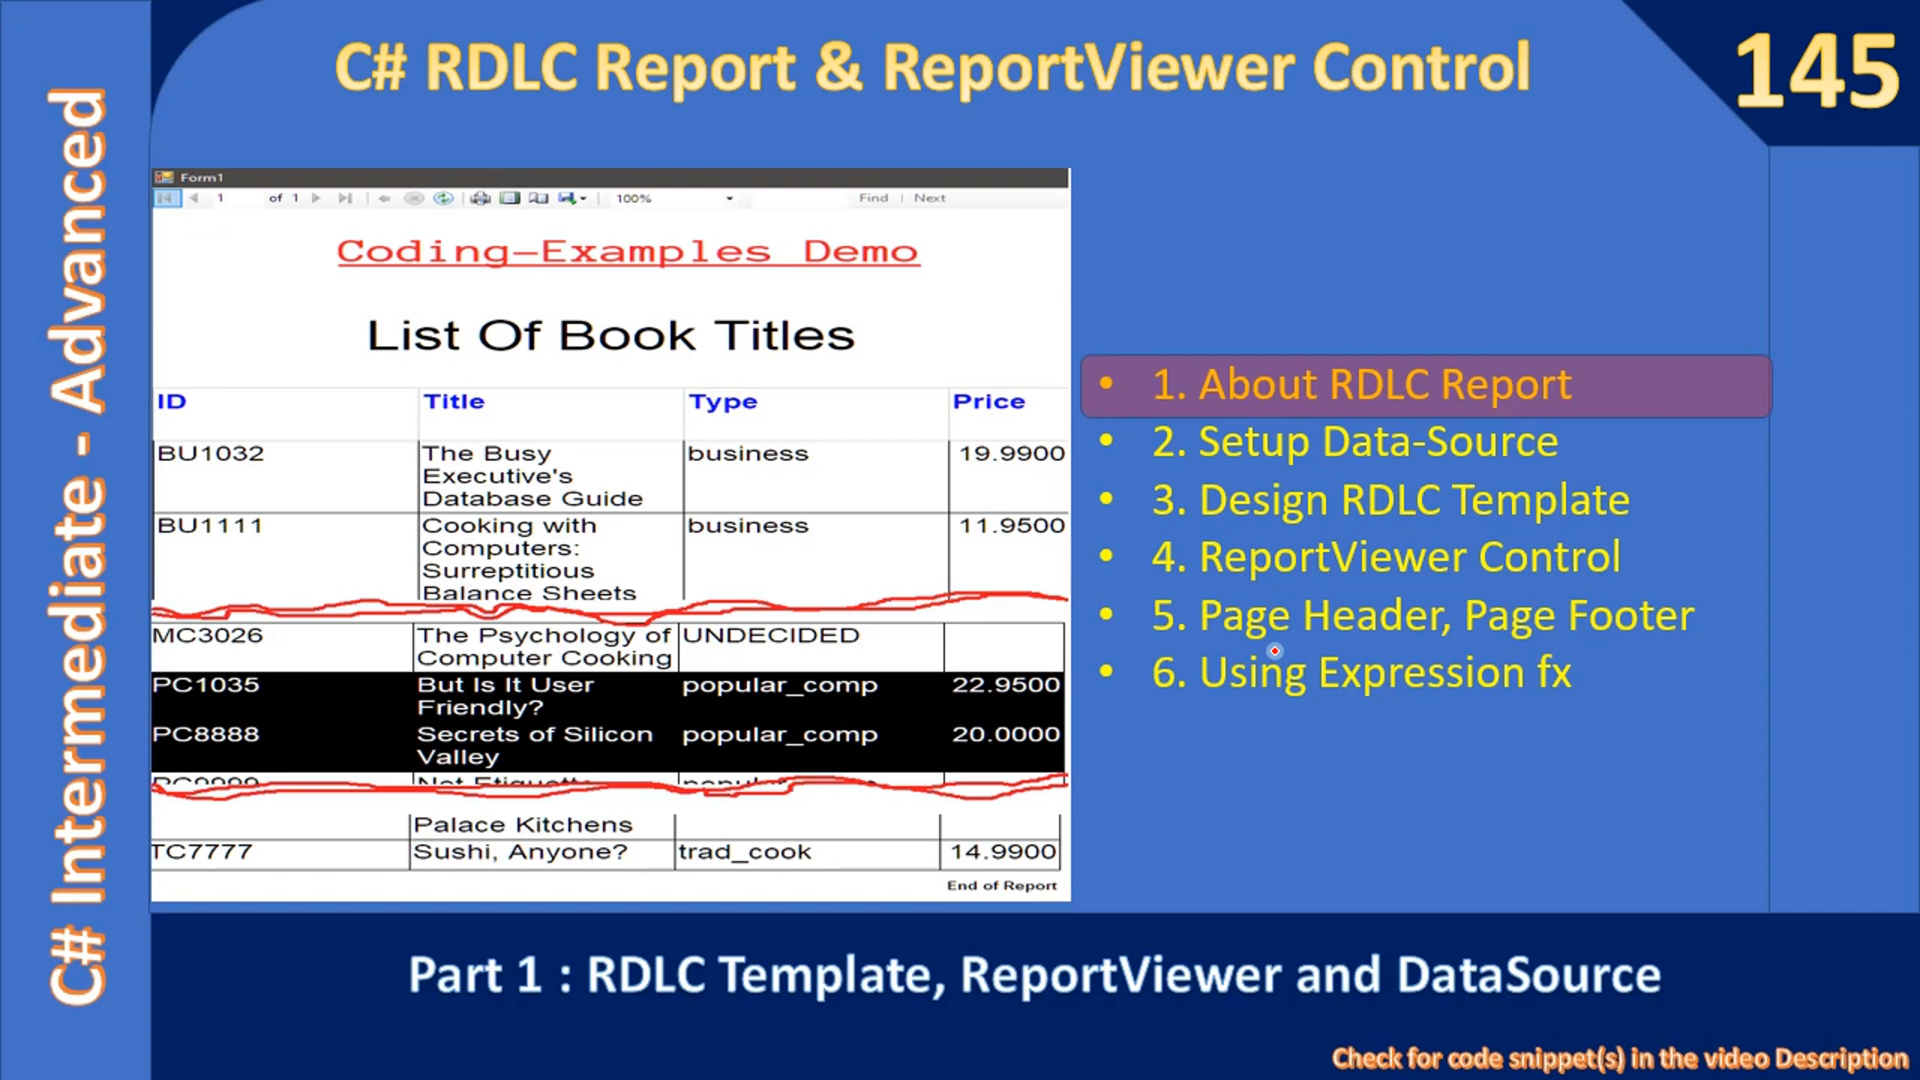 C# RDLC Report & ReportViewer Control
145
C# Intermediate - Advanced
Form1
1 of 1 100% Find | Next
Coding-Examples Demo
List Of Book Titles
ID Title Type Price
BU1032 The Busy business 19.9900
Executive's
Database Guide
BU1111 Cooking with business 11.9500
Computers:
Surreptitious
Balance Sheets
MC3026 The Psychology of UNDECIDED
Computer Cooking
PC1035 But Is It User popular_comp 22.9500
Friendly?
PC8888 Secrets of Silicon popular_comp 20.0000
Valley
Palace Kitchens
TC7777 Sushi, Anyone? trad_cook 14.9900
End of Report
• 1. About RDLC Report
• 2. Setup Data-Source
• 3. Design RDLC Template
• 4. ReportViewer Control
• 5. Page Header, Page Footer
• 6. Using Expression fx
Part 1 : RDLC Template, ReportViewer and DataSource
Check for code snippet(s) in the video Description